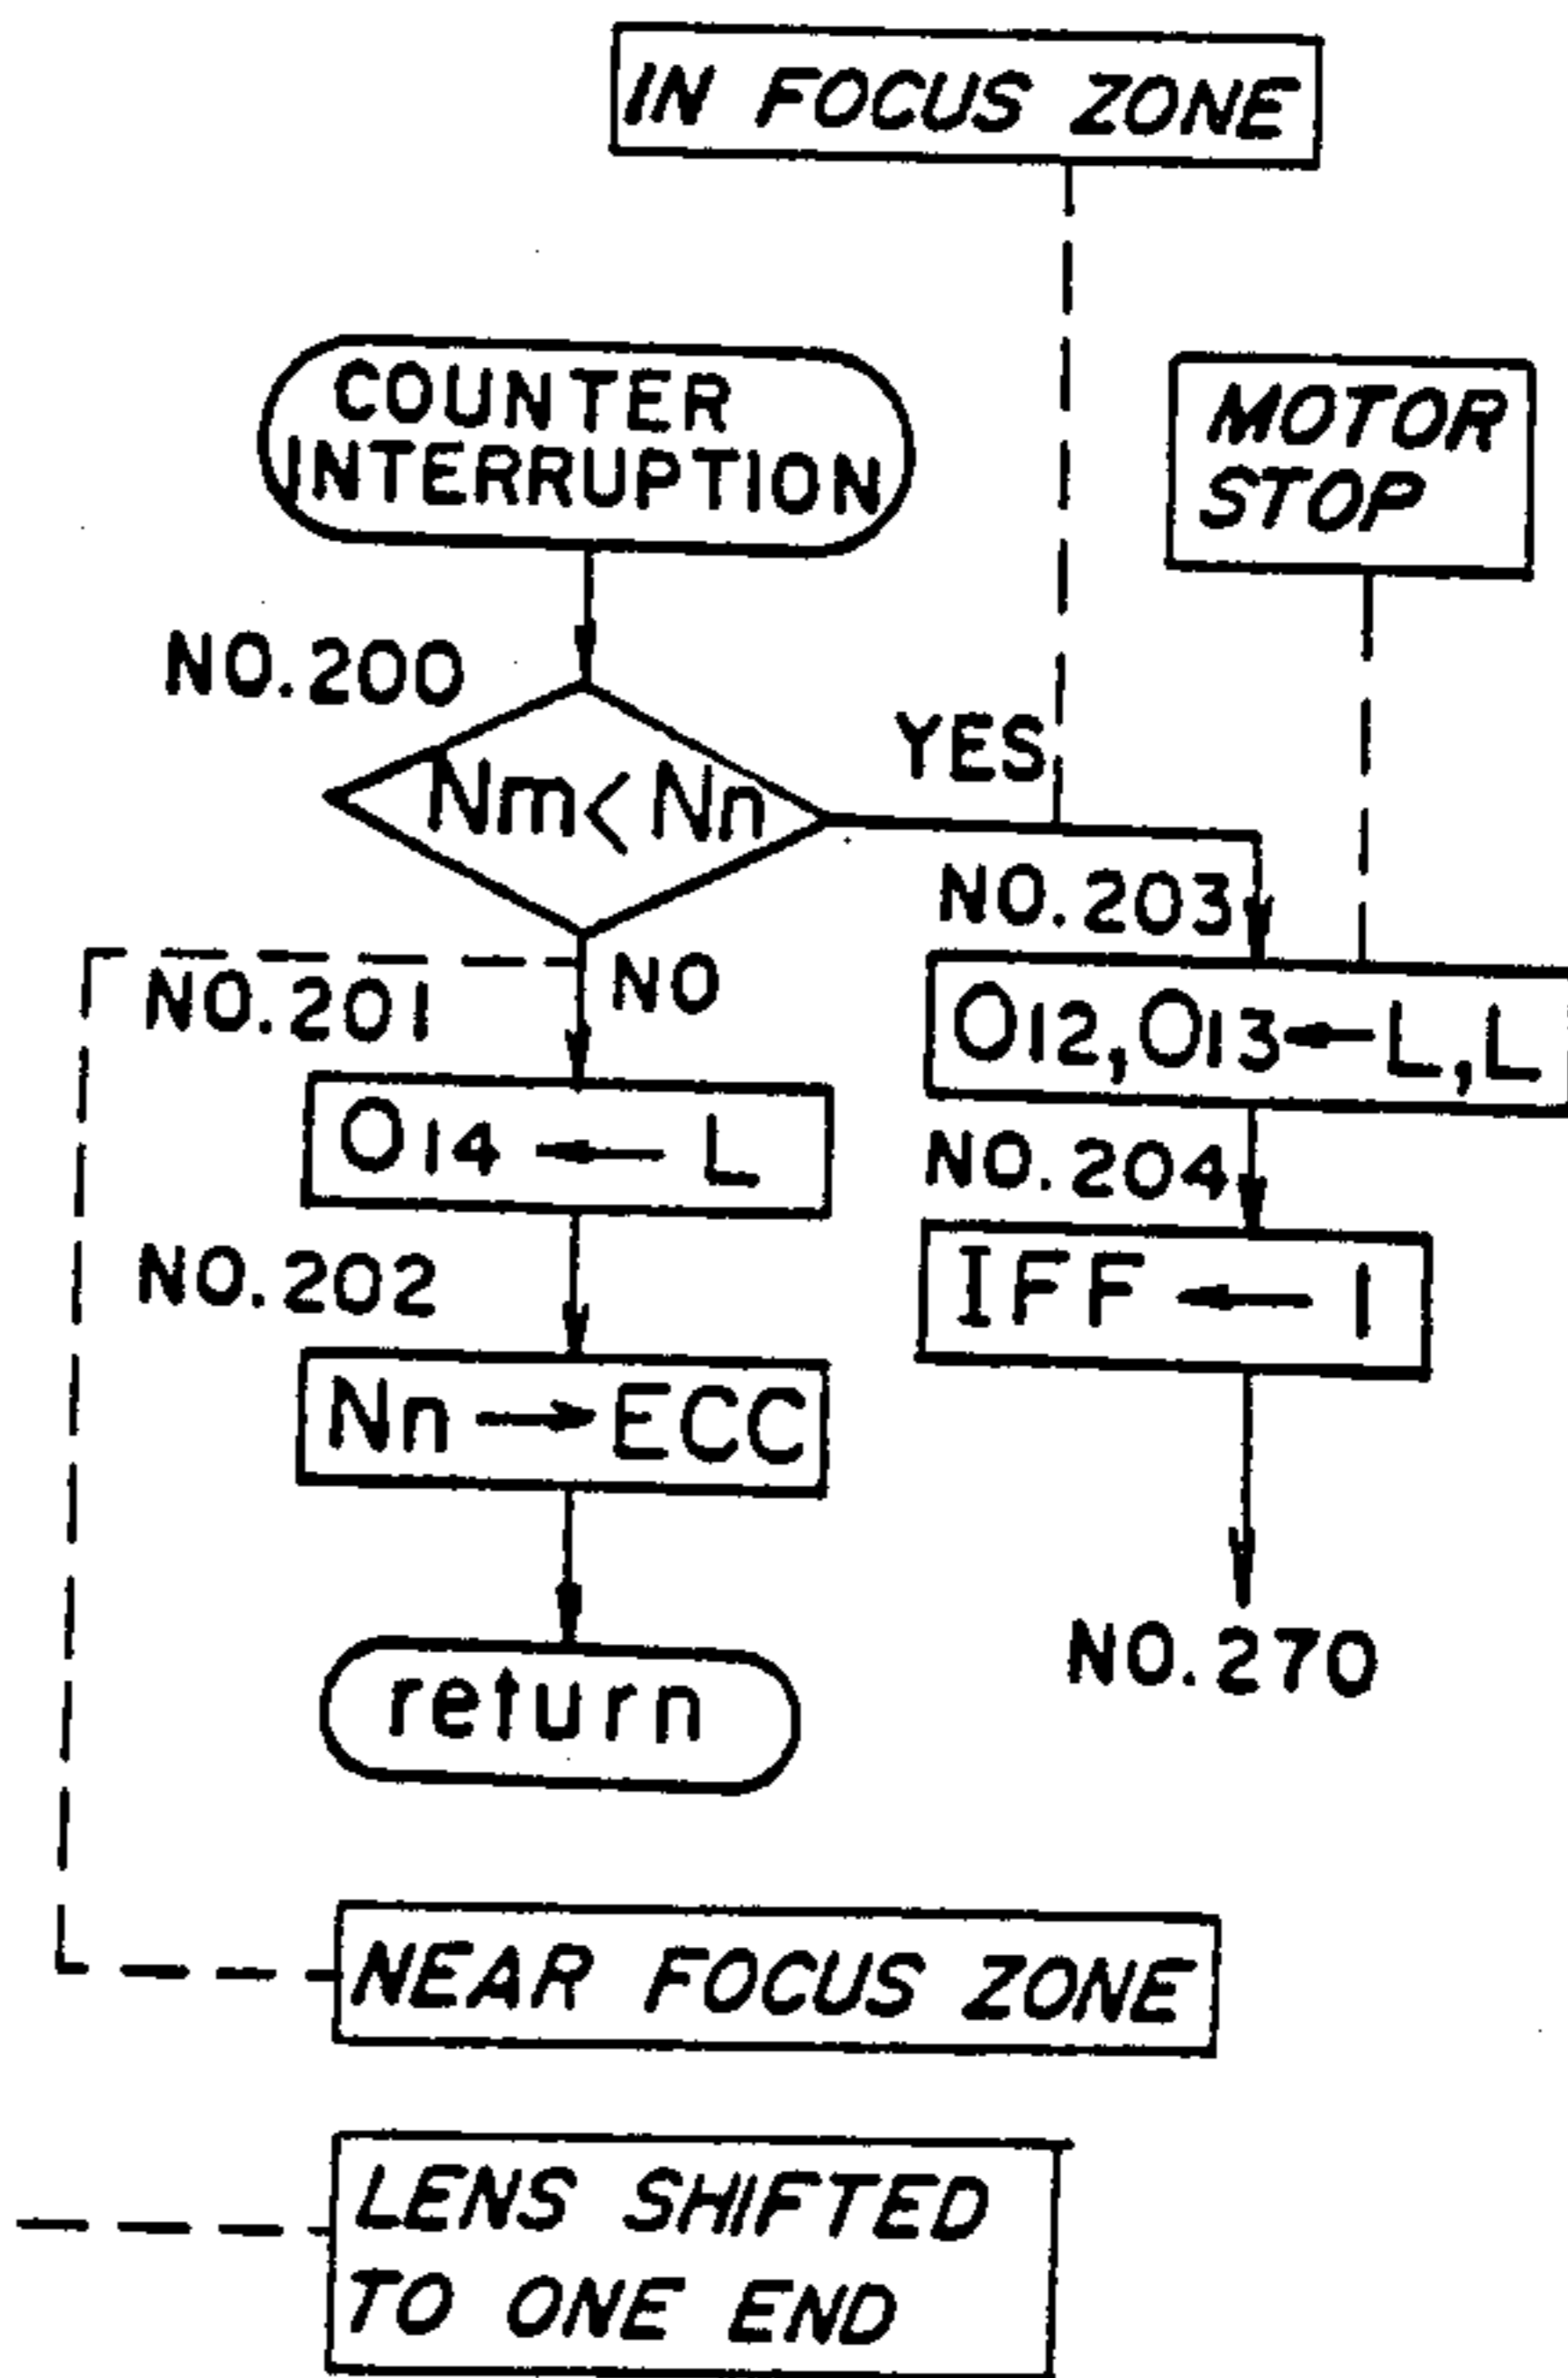 IN FOCUS ZONE
COUNTER
INTERRUPTION
MOTOR
STOP
NO.200
Nm<Nn
YES
NO.203
NO
NO.201
O12,O13←L,L
O14 ← L
NO.204
IFF ← 1
NO.202
Nn → ECC
return
NO.270
NEAR FOCUS ZONE
LENS SHIFTED
TO ONE END